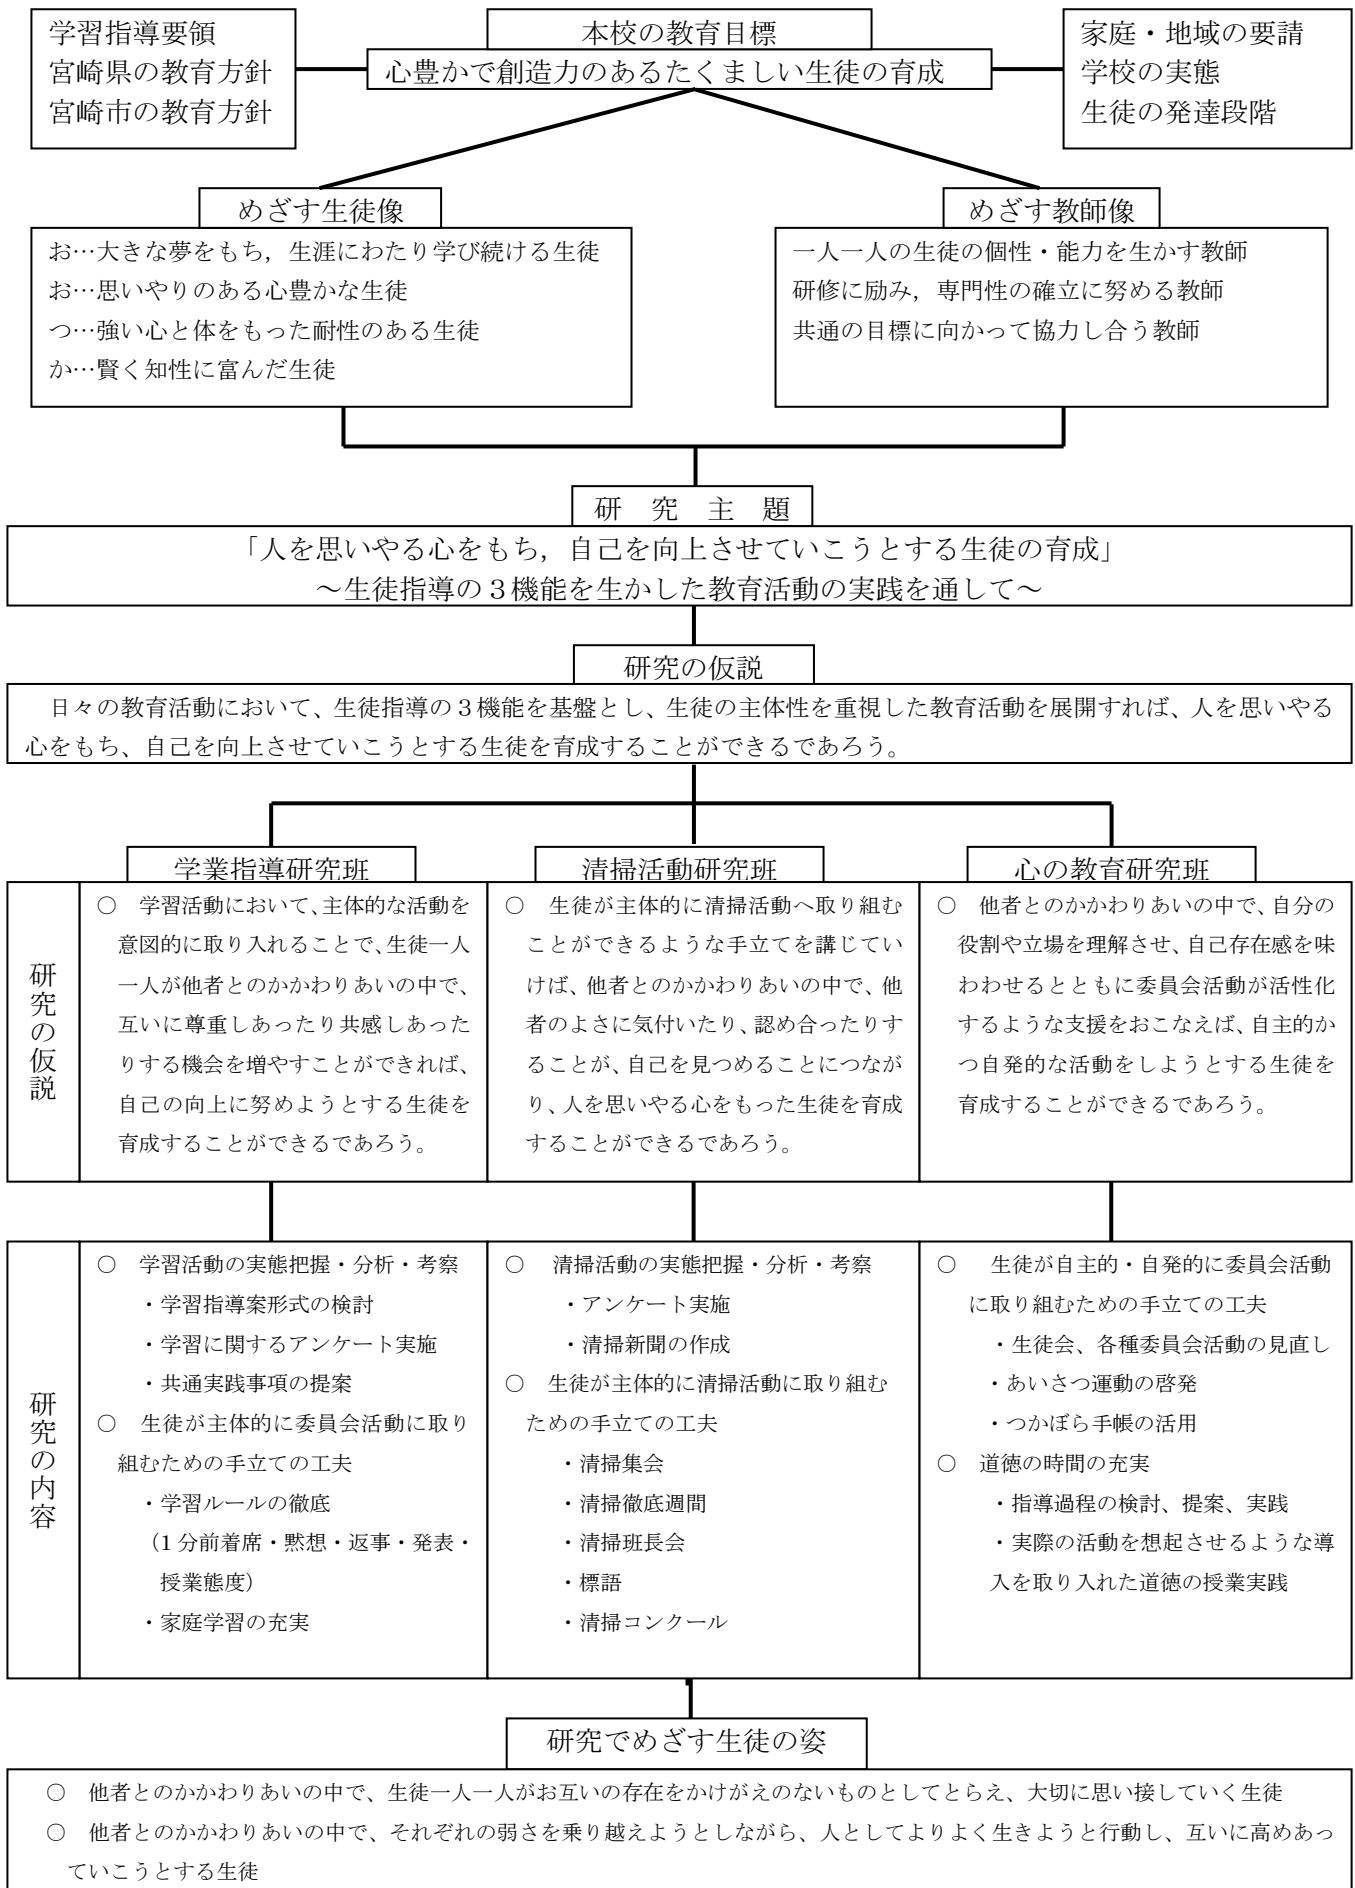 学習指導要領
宮崎県の教育方針
宮崎市の教育方針
本校の教育目標
心豊かで創造力のあるたくましい生徒の育成
家庭・地域の要請
学校の実態
生徒の発達段階
めざす生徒像
お…大きな夢をもち，生涯にわたり学び続ける生徒
お…思いやりのある心豊かな生徒
つ…強い心と体をもった耐性のある生徒
か…賢く知性に富んだ生徒
めざす教師像
一人一人の生徒の個性・能力を生かす教師
研修に励み，専門性の確立に努める教師
共通の目標に向かって協力し合う教師
研　究　主　題
「人を思いやる心をもち，自己を向上させていこうとする生徒の育成」
～生徒指導の３機能を生かした教育活動の実践を通して～
研究の仮説
日々の教育活動において、生徒指導の３機能を基盤とし、生徒の主体性を重視した教育活動を展開すれば、人を思いやる
心をもち、自己を向上させていこうとする生徒を育成することができるであろう。
学業指導研究班
清掃活動研究班
心の教育研究班
研究の仮説
○　学習活動において、主体的な活動を
意図的に取り入れることで、生徒一人
一人が他者とのかかわりあいの中で、
互いに尊重しあったり共感しあった
りする機会を増やすことができれば、
自己の向上に努めようとする生徒を
育成することができるであろう。
○　生徒が主体的に清掃活動へ取り組む
ことができるような手立てを講じてい
けば、他者とのかかわりあいの中で、他
者のよさに気付いたり、認め合ったりす
ることが、自己を見つめることにつなが
り、人を思いやる心をもった生徒を育成
することができるであろう。
○　他者とのかかわりあいの中で、自分の
役割や立場を理解させ、自己存在感を味
わわせるとともに委員会活動が活性化
するような支援をおこなえば、自主的か
つ自発的な活動をしようとする生徒を
育成することができるであろう。
研究の内容
○　学習活動の実態把握・分析・考察
・学習指導案形式の検討
・学習に関するアンケート実施
・共通実践事項の提案
○　生徒が主体的に委員会活動に取り
組むための手立ての工夫
・学習ルールの徹底
（1 分前着席・黙想・返事・発表・
授業態度）
・家庭学習の充実
○　清掃活動の実態把握・分析・考察
・アンケート実施
・清掃新聞の作成
○　生徒が主体的に清掃活動に取り組む
ための手立ての工夫
・清掃集会
・清掃徹底週間
・清掃班長会
・標語
・清掃コンクール
○　生徒が自主的・自発的に委員会活動
に取り組むための手立ての工夫
・生徒会、各種委員会活動の見直し
・あいさつ運動の啓発
・つかぼら手帳の活用
○　道徳の時間の充実
・指導過程の検討、提案、実践
・実際の活動を想起させるような導
入を取り入れた道徳の授業実践
研究でめざす生徒の姿
○　他者とのかかわりあいの中で、生徒一人一人がお互いの存在をかけがえのないものとしてとらえ、大切に思い接していく生徒
○　他者とのかかわりあいの中で、それぞれの弱さを乗り越えようとしながら、人としてよりよく生きようと行動し、互いに高めあっ
ていこうとする生徒